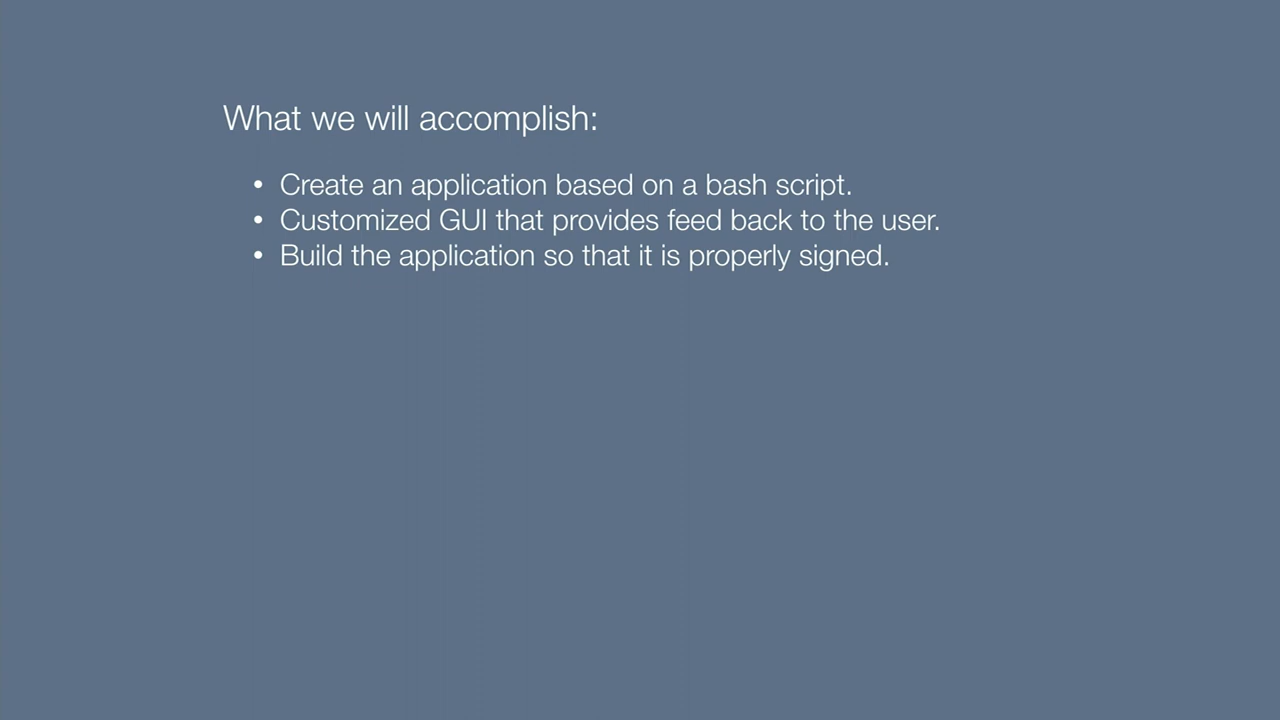 What we will accomplish:
• Create an application based on a bash script.
• Customized GUI that provides feed back to the user.
• Build the application so that it is properly signed.